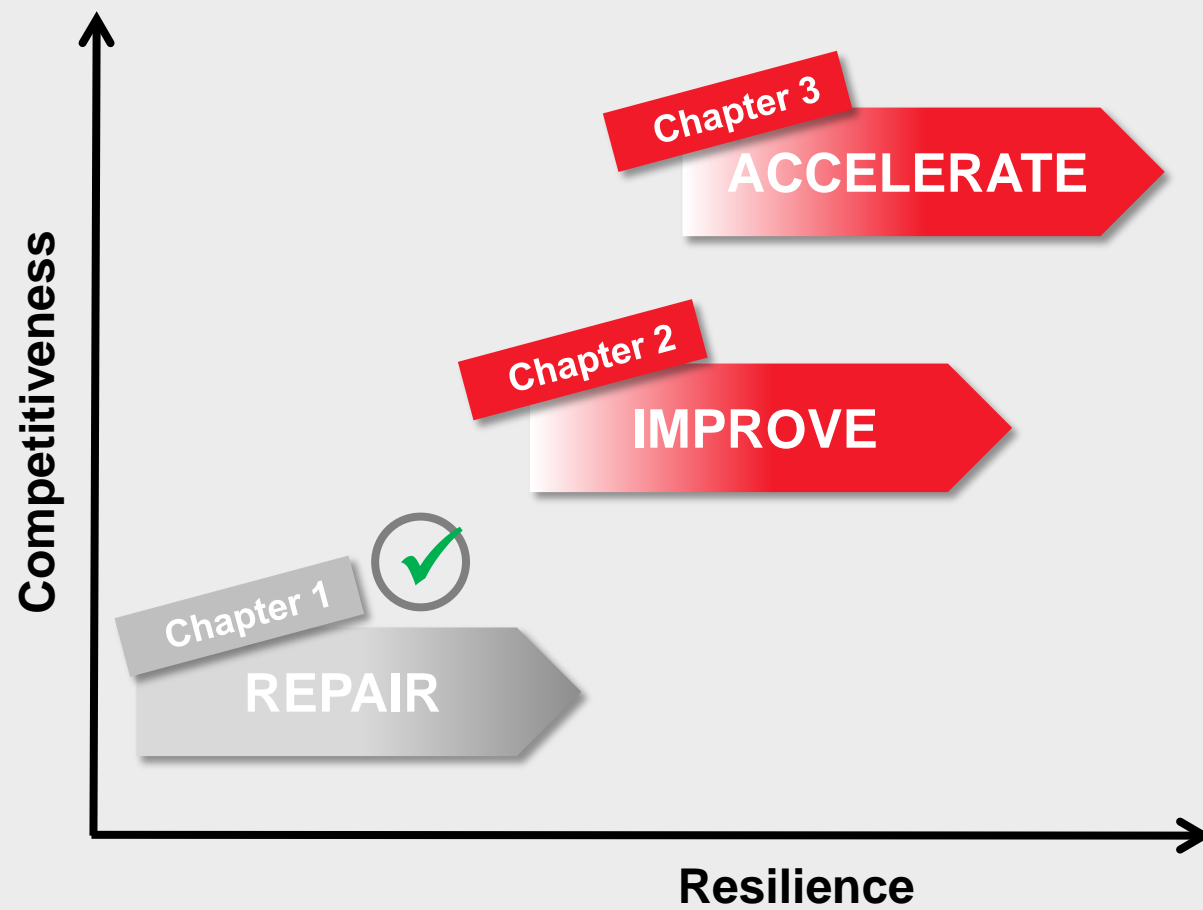 Chapter 3
ACCELERATE
Chapter 2
IMPROVE
Chapter 1
REPAIR
Competitiveness
Resilience